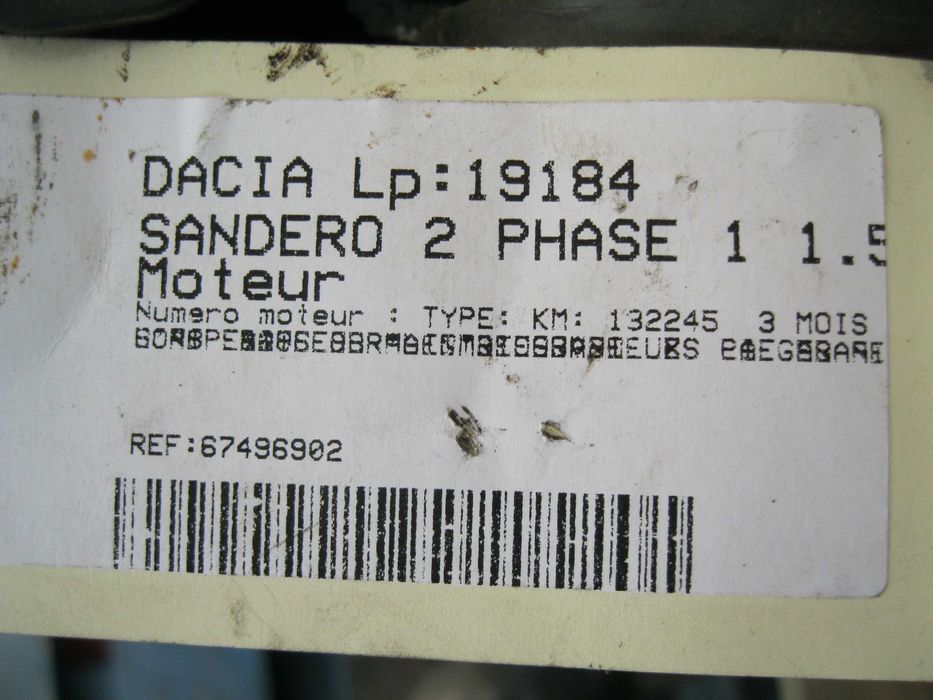 DACIA Lp:19184
SANDERO 2 PHASE 1 1.5
Moteur
Numero moteur : TYPE: KM: 132245 3 MOIS
REF:67496902